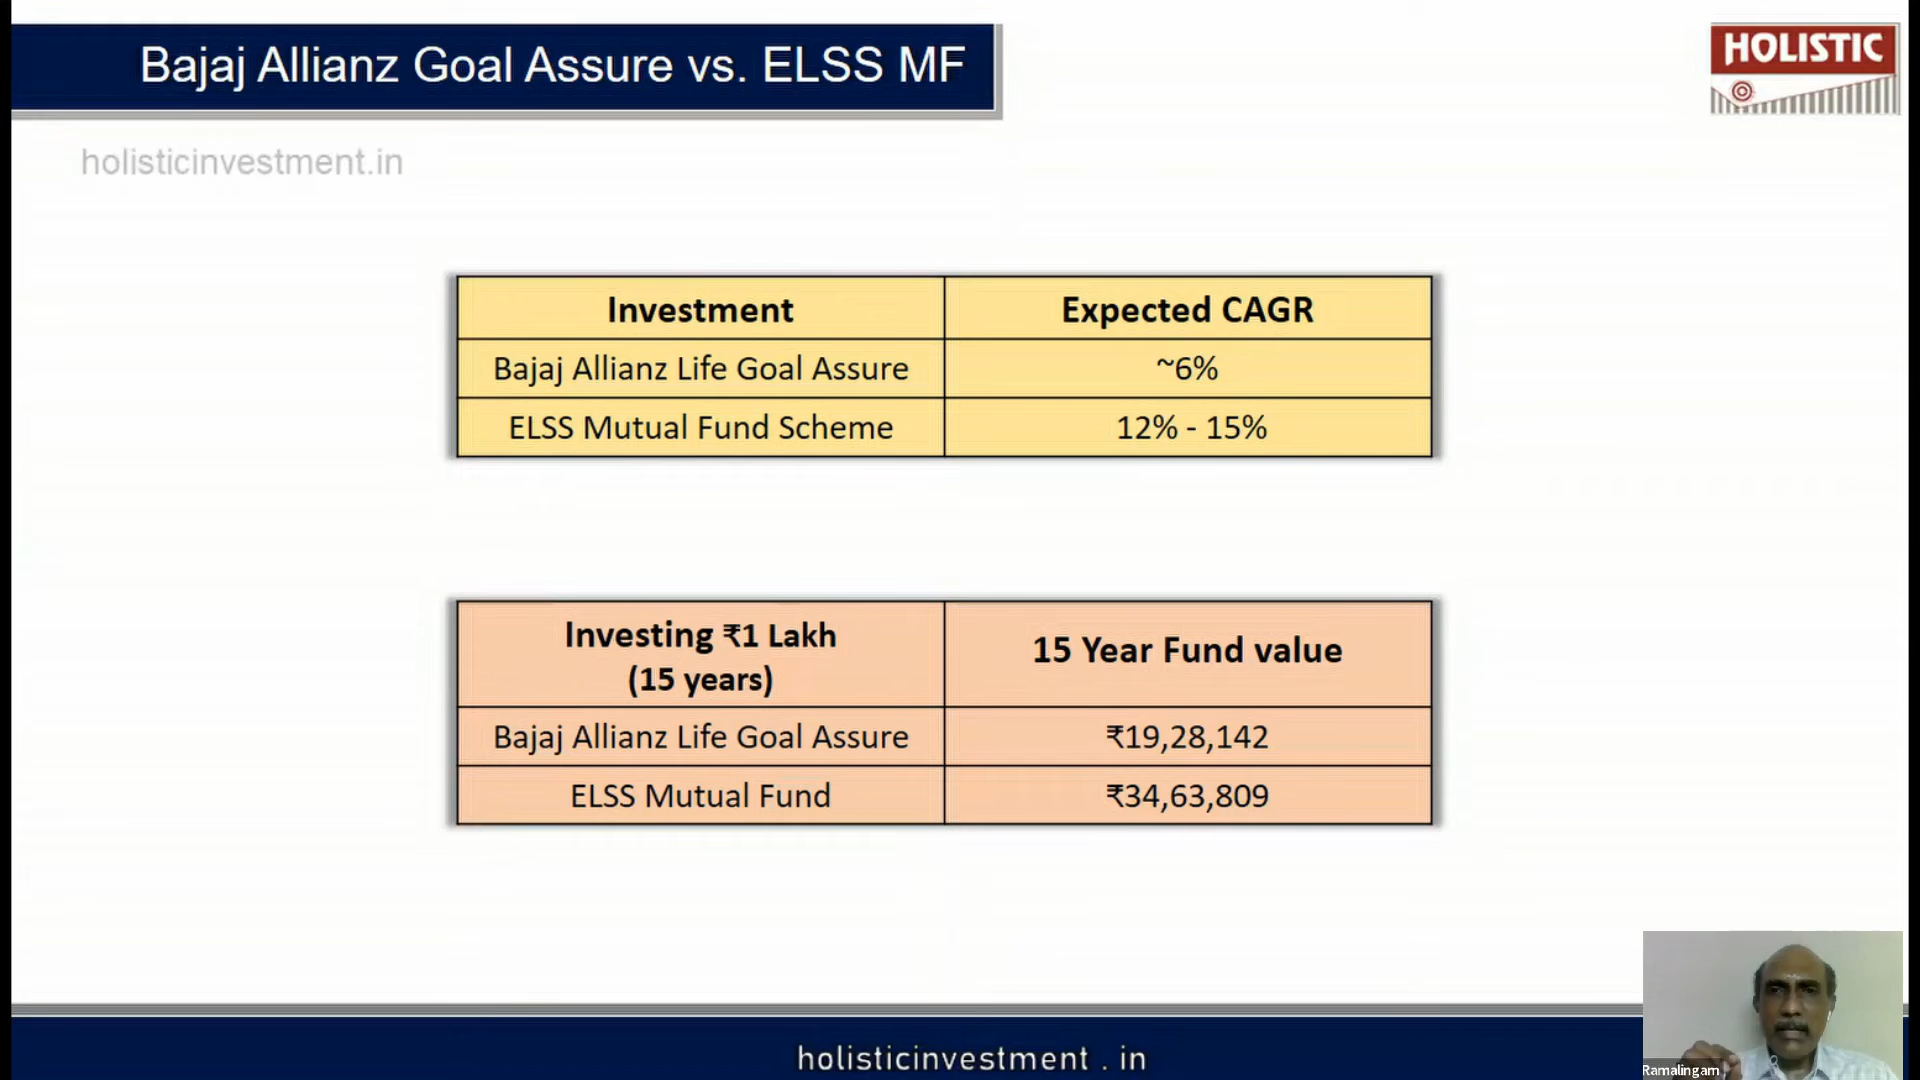 Bajaj Allianz Goal Assure vs. ELSS MF
HOLISTIC
holisticinvestment.in
Investment Expected CAGR
Bajaj Allianz Life Goal Assure ~6%
ELSS Mutual Fund Scheme 12% - 15%
Investing ₹1 Lakh
(15 years)
15 Year Fund value
Bajaj Allianz Life Goal Assure ₹19,28,142
ELSS Mutual Fund ₹34,63,809
holisticinvestment . in
Ramalingam